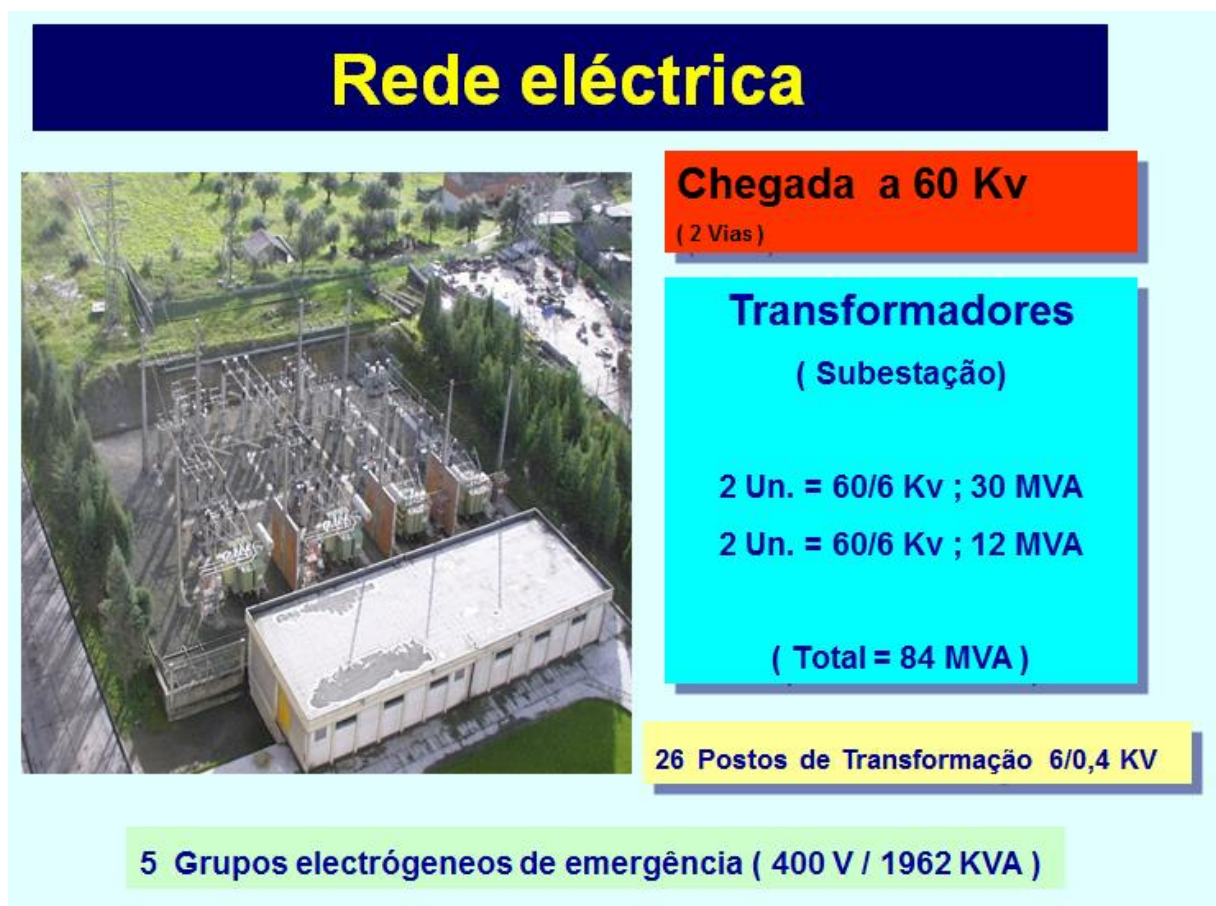 Rede eléctrica
Chegada a 60 Kv
( 2 Vias )
Transformadores
( Subestação)
2 Un. = 60/6 Kv ; 30 MVA
2 Un. = 60/6 Kv ; 12 MVA
( Total = 84 MVA )
26 Postos de Transformação 6/0,4 KV
5 Grupos electrógeneos de emergência ( 400 V / 1962 KVA )